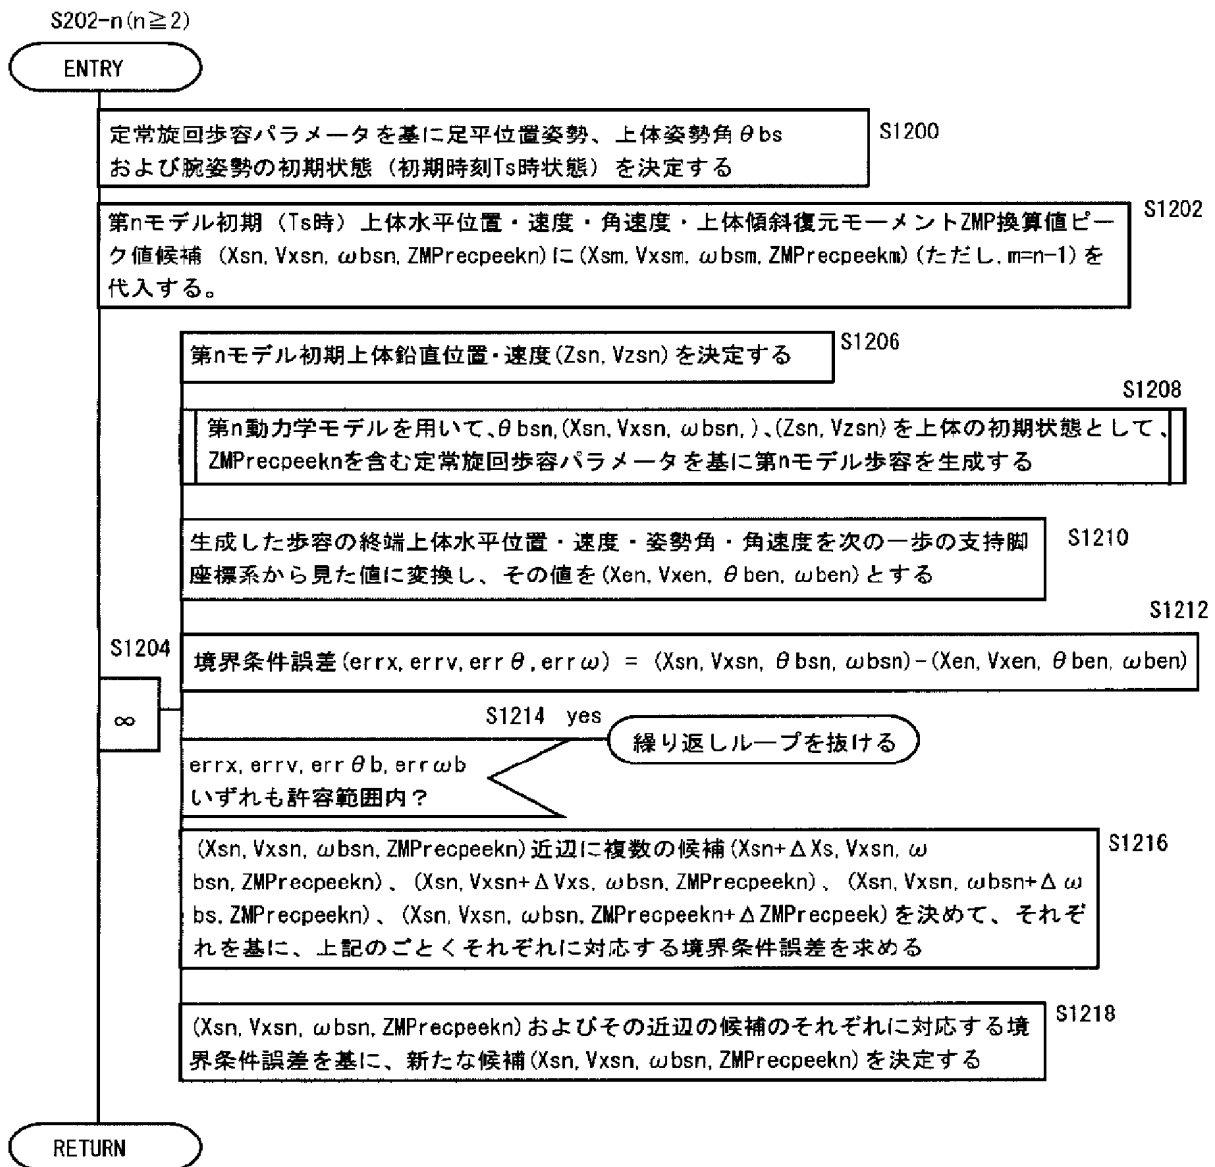 S202-n(n≧2)
ENTRY
定常旋回歩容パラメータを基に足平位置姿勢、上体姿勢角θbs
および腕姿勢の初期状態（初期時刻Ts時状態）を決定する
S1200
第nモデル初期（Ts時）上体水平位置・速度・角速度・上体傾斜復元モーメントZMP換算値ピー
ク値候補 (Xsn, Vxsn, ωbsn, ZMPrecpeekn)に(Xsm, Vxsm, ωbsm, ZMPrecpeekm)(ただし, m=n-1)を
代入する。
S1202
第nモデル初期上体鉛直位置・速度(Zsn, Vzsn)を決定する
S1206
S1208
第n動力学モデルを用いて、θbsn, (Xsn, Vxsn, ωbsn, )、(Zsn, Vzsn)を上体の初期状態として、
ZMPrecpeeknを含む定常旋回歩容パラメータを基に第nモデル歩容を生成する
生成した歩容の終端上体水平位置・速度・姿勢角・角速度を次の一歩の支持脚
座標系から見た値に変換し、その値を(Xen, Vxen, θben, ωben)とする
S1210
S1212
S1204
境界条件誤差(errx, errv, errθ, errω) = (Xsn, Vxsn, θbsn, ωbsn)-(Xen, Vxen, θben, ωben)
∞
S1214 yes
繰り返しループを抜ける
errx, errv, errθb, errωb
いずれも許容範囲内？
(Xsn, Vxsn, ωbsn, ZMPrecpeekn)近辺に複数の候補(Xsn+ΔXs, Vxsn, ω
bsn, ZMPrecpeekn)、(Xsn, Vxsn+ΔVxs, ωbsn, ZMPrecpeekn)、(Xsn, Vxsn, ωbsn+Δω
bs, ZMPrecpeekn)、(Xsn, Vxsn, ωbsn, ZMPrecpeekn+ΔZMPrecpeek)を決めて、それぞ
れを基に、上記のごとくそれぞれに対応する境界条件誤差を求める
S1216
(Xsn, Vxsn, ωbsn, ZMPrecpeekn)およびその近辺の候補のそれぞれに対応する境
界条件誤差を基に、新たな候補(Xsn, Vxsn, ωbsn, ZMPrecpeekn)を決定する
S1218
RETURN